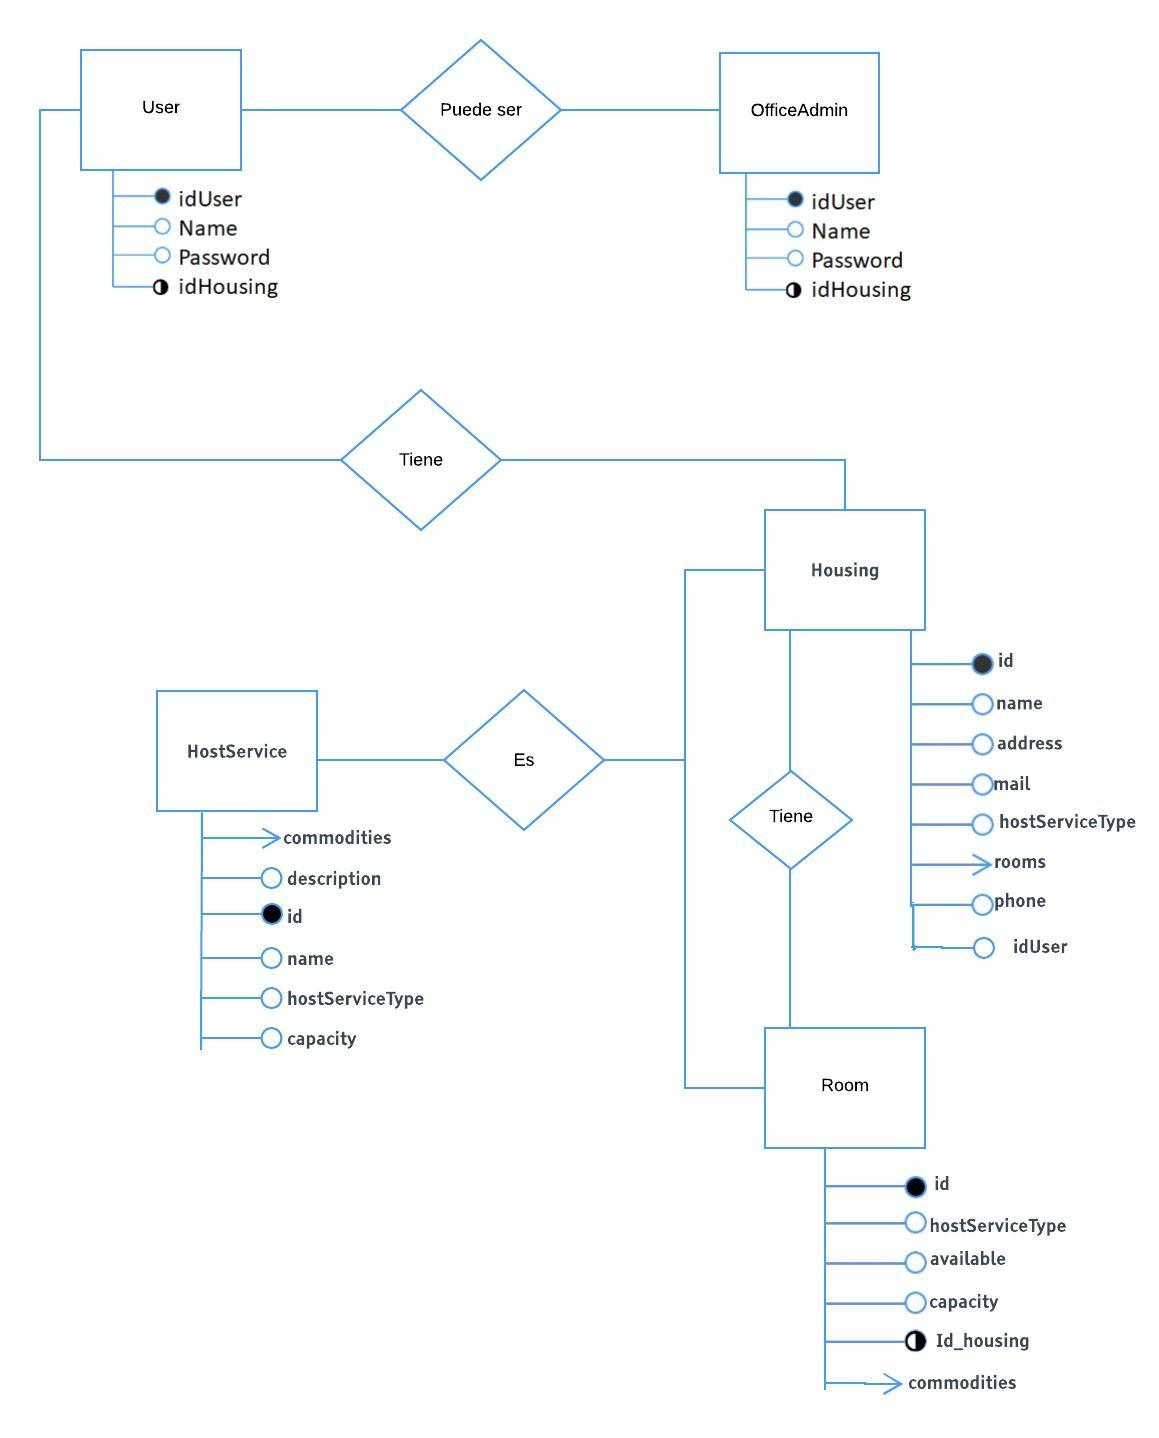 User
Puede ser
OfficeAdmin
idUser
Name
Password
idHousing
idUser
Name
Password
idHousing
Tiene
Housing
id
name
address
mail
hostServiceType
rooms
phone
idUser
HostService
Es
Tiene
commodities
description
id
name
hostServiceType
capacity
Room
id
hostServiceType
available
capacity
Id_housing
commodities